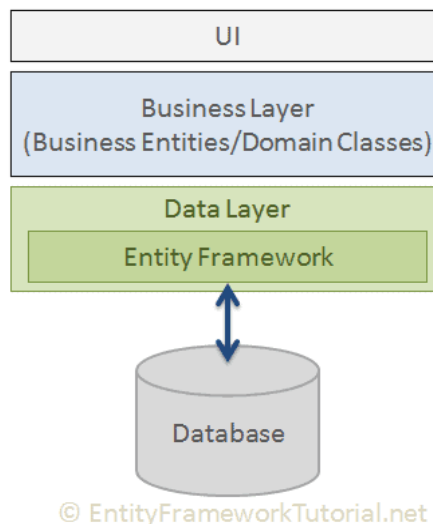 UI
Business Layer
(Business Entities/Domain Classes)
Data Layer
Entity Framework
Database
© EntityFrameworkTutorial.net